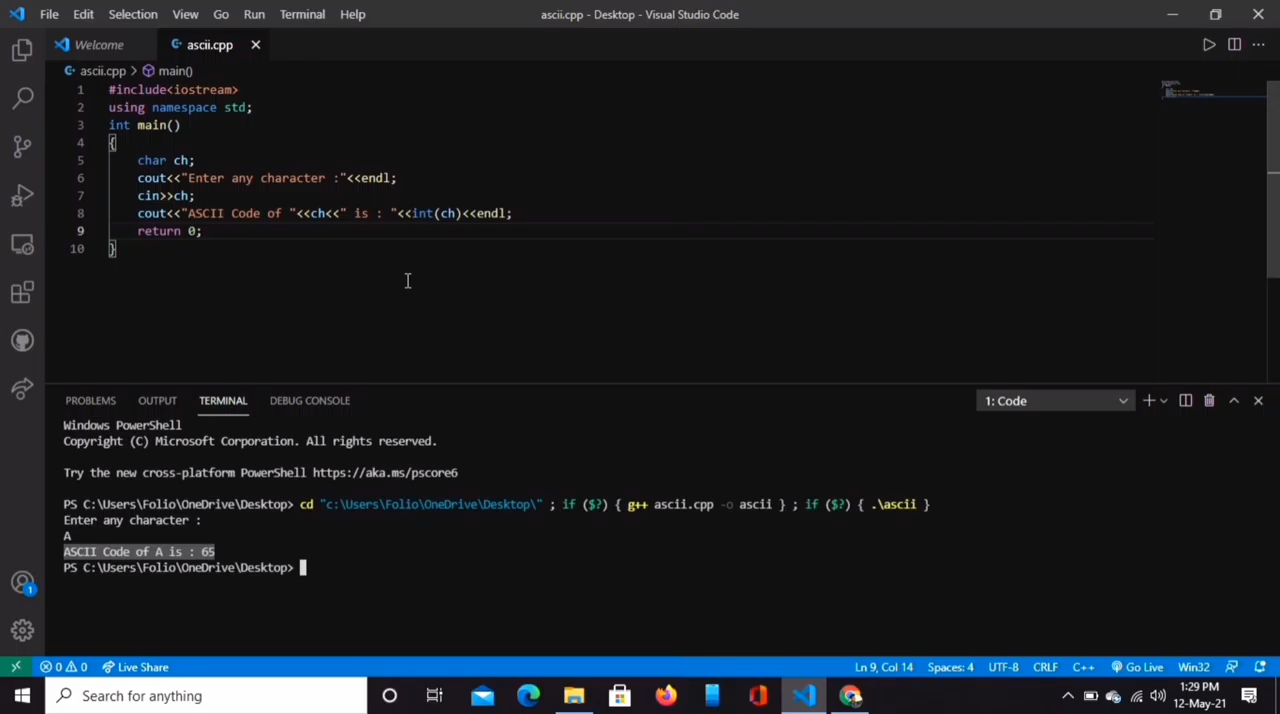 File Edit Selection View Go Run Terminal Help ascii.cpp - Desktop - Visual Studio Code
Welcome ascii.cpp
ascii.cpp > main()
1 #include<iostream>
2 using namespace std;
3 int main()
4 {
5 char ch;
6 cout<<"Enter any character :"<<endl;
7 cin>>ch;
8 cout<<"ASCII Code of "<<ch<<" is : "<<int(ch)<<endl;
9 return 0;
10 }
PROBLEMS OUTPUT TERMINAL DEBUG CONSOLE 1: Code
Windows PowerShell
Copyright (C) Microsoft Corporation. All rights reserved.
Try the new cross-platform PowerShell https://aka.ms/pscore6
PS C:\Users\Folio\OneDrive\Desktop> cd "c:\Users\Folio\OneDrive\Desktop\" ; if ($?) { g++ ascii.cpp -o ascii } ; if ($?) { .\ascii }
Enter any character :
A
ASCII Code of A is : 65
PS C:\Users\Folio\OneDrive\Desktop>
1
0 0 Live Share Ln 9, Col 14 Spaces: 4 UTF-8 CRLF C++ Go Live Win32
Search for anything 1:29 PM
12-May-21